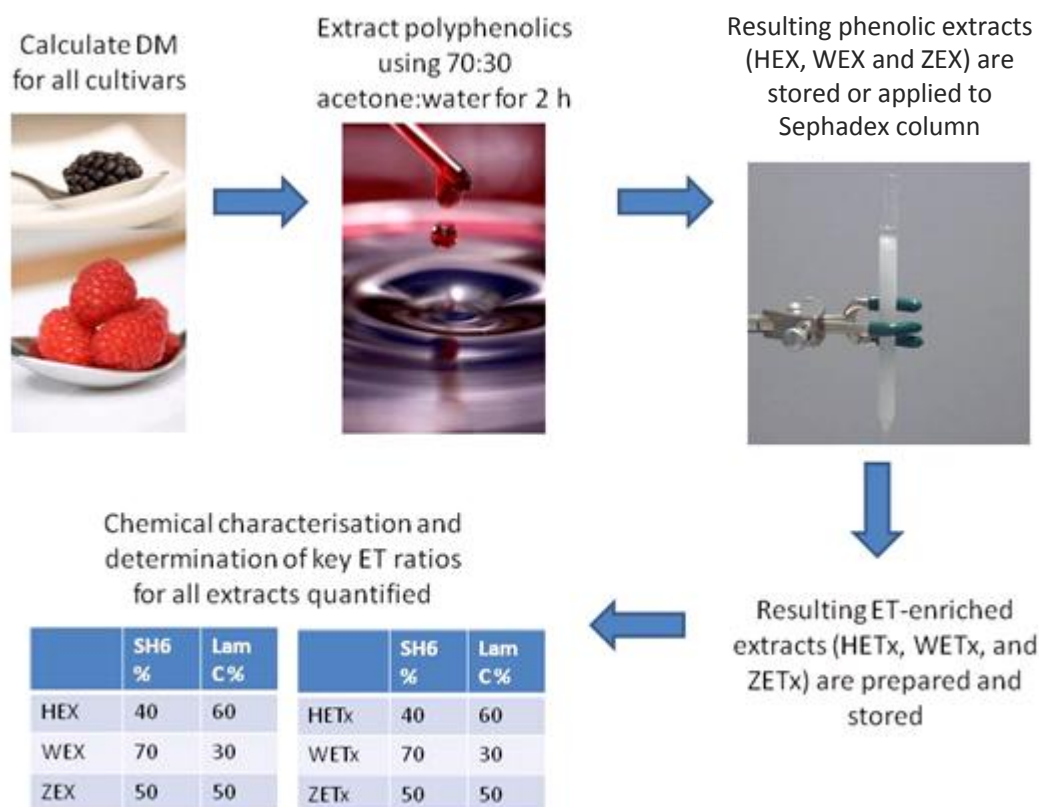 Calculate DM
for all cultivars
Extract polyphenolics
using 70:30
acetone:water for 2 h
Resulting phenolic extracts
(HEX, WEX and ZEX) are
stored or applied to
Sephadex column
Resulting ET-enriched
extracts (HETx, WETx, and
ZETx) are prepared and
stored
Chemical characterisation and
determination of key ET ratios
for all extracts quantified
SH6 Lam
% C%
HEX 40 60
WEX 70 30
ZEX 50 50
SH6 Lam
% C%
HETx 40 60
WETx 70 30
ZETx 50 50